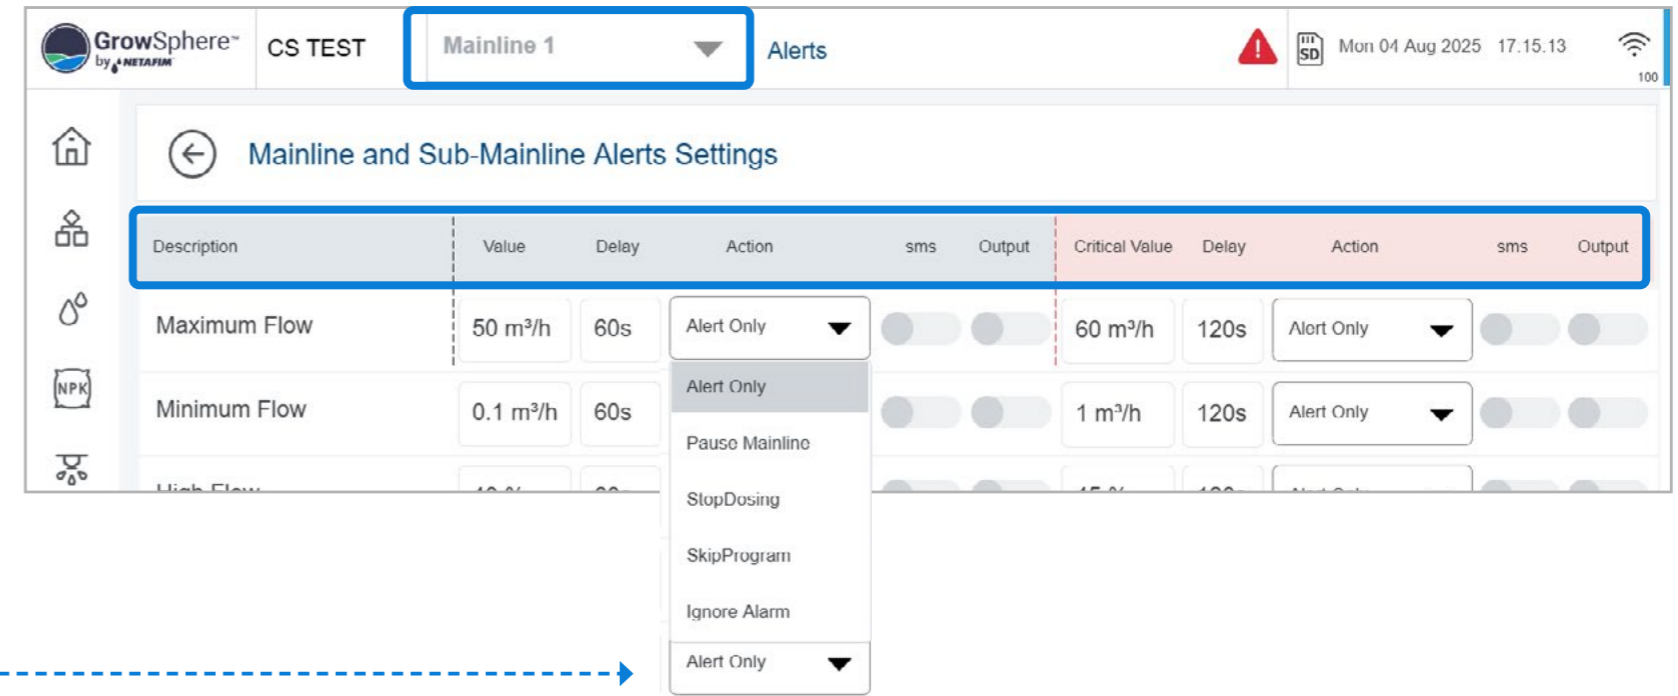 GrowSphere™
by NETAFIM
CS TEST
Mainline 1
Alerts
SD
Mon 04 Aug 2025 17.15.13
100
Mainline and Sub-Mainline Alerts Settings
Description Value Delay Action sms Output Critical Value Delay Action sms Output
Maximum Flow 50 m³/h 60s Alert Only 60 m³/h 120s Alert Only
Alert Only
NPK
Minimum Flow 0.1 m³/h 60s 1 m³/h 120s Alert Only
Pause Mainline
High Flow
StopDosing
SkipProgram
Ignore Alarm
Alert Only